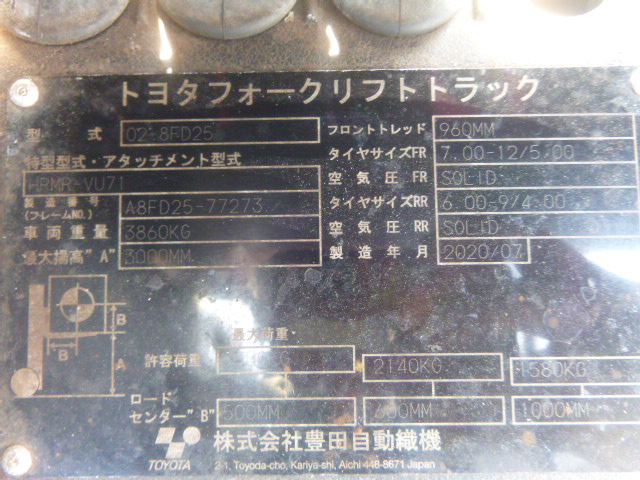 トヨタフォークリフトトラック
型 式 02-8FD25 フロントトレッド 960MM
特型型式・アタッチメント型式 タイヤサイズFR 7.00-12/5.00
HRMR-VU71 空 気 圧 FR SOLID
製造番号 (フレームNO.) A8FD25-77273 タイヤサイズRR 6.00-9/4.00
車両重量 3860KG 空 気 圧 RR SOLID
最大揚高"A" 3000MM 製造年月 2020/07
B
B
A
最大荷重
許容荷重 2140KG 1580KG
ロード
センター"B" 500MM 600MM 1000MM
TOYOTA 株式会社豊田自動織機
2-1, Toyoda-cho, Kariya-shi, Aichi 448-8671 Japan